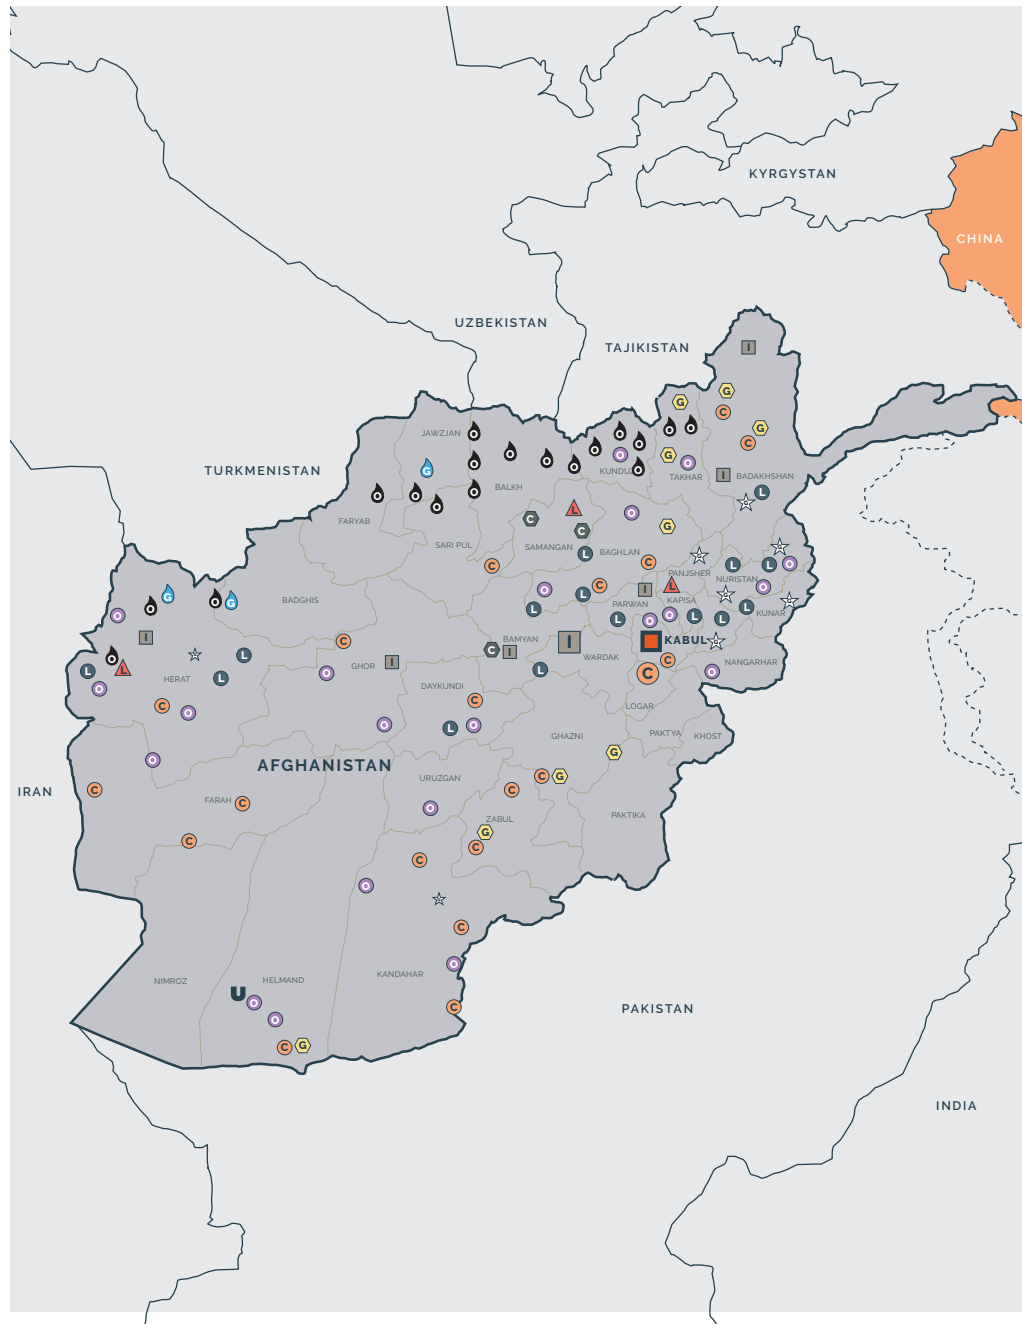 KYRGYSTAN
CHINA
UZBEKISTAN
TAJIKISTAN
I
G
C
G
G
TURKMENISTAN
JAWZJAN
O
O
O
O
O
O
O
O
O
O
O
O
G
O
KUNDUZ
G
O
TAKHAR
I
BADAKHSHAN
L
G
BALKH
O
O
O
O
FARYAB
SARI PUL
C
L
O
G
C
SAMANGAN
L
BAGHLAN
C
C
PANJSHER
L
L
O
NURISTAN
O
L
C
I
L
KAPISA
PARWAN
O
L
L
O
O
L
L
L
KUNAR
G
O
O
G
BADGHIS
O
I
O
L
HERAT
L
L
L
O
C
O
C
O
GHOR
I
C
BAMYAN
I
I
WARDAK
KABUL
C
C
NANGARHAR
O
L
DAYKUNDI
C
L
O
O
LOGAR
GHAZNI
PAKTYA
KHOST
AFGHANISTAN
O
IRAN
C
FARAH
C
C
URUZGAN
O
C
C
G
G
ZABUL
G
C
PAKTIKA
C
O
C
NIMROZ
HELMAND
KANDAHAR
O
U
O
O
C
C
G
PAKISTAN
INDIA